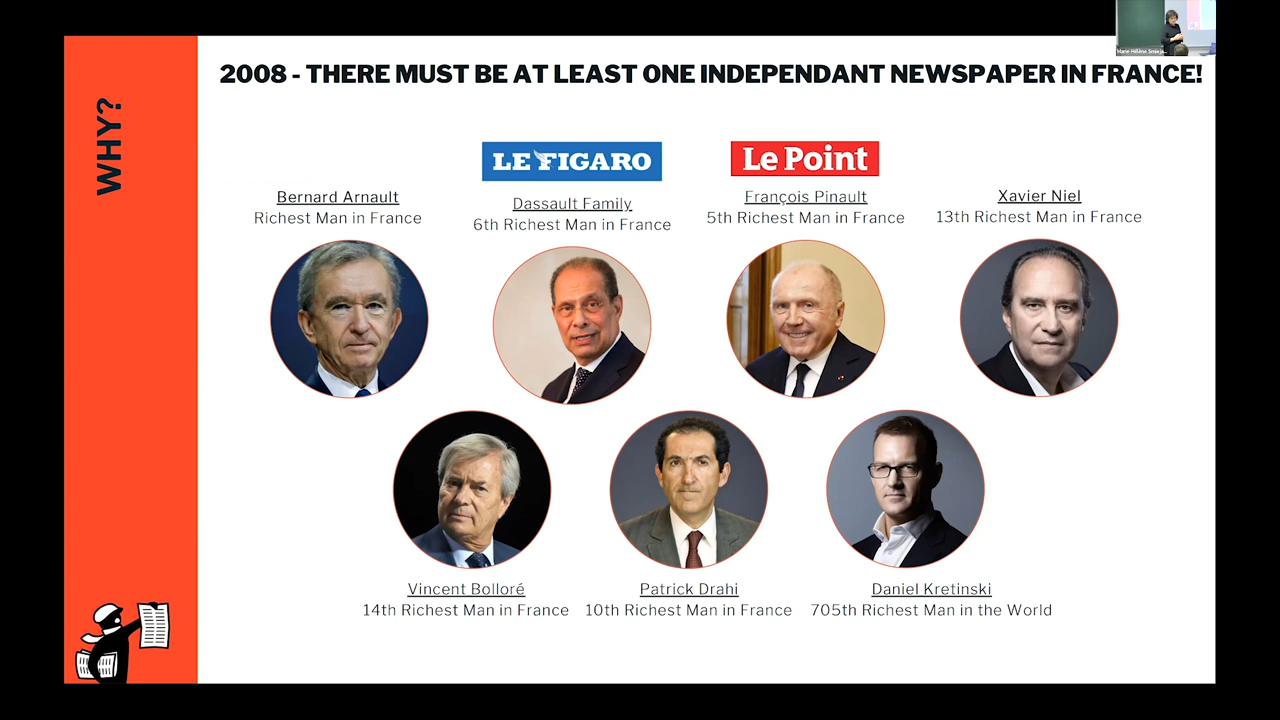 2008 - THERE MUST BE AT LEAST ONE INDEPENDANT NEWSPAPER IN FRANCE!
WHY?
LE FIGARO
Le Point
Bernard Arnault
Richest Man in France
Dassault Family
6th Richest Man in France
François Pinault
5th Richest Man in France
Xavier Niel
13th Richest Man in France
Vincent Bolloré
14th Richest Man in France
Patrick Drahi
10th Richest Man in France
Daniel Kretinski
705th Richest Man in the World